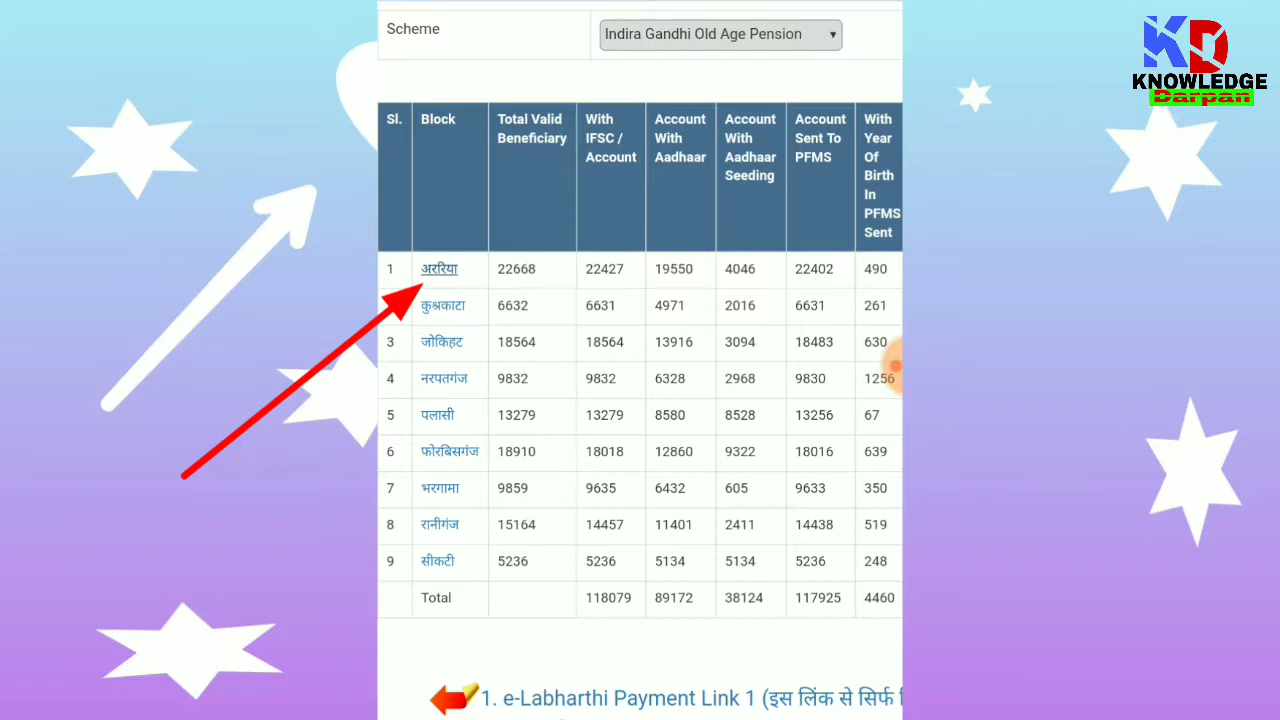 Scheme
Indira Gandhi Old Age Pension
KD
KNOWLEDGE
Darpan
Sl. Block Total Valid Beneficiary With IFSC / Account Account With Aadhaar Account With Aadhaar Seeding Account Sent To PFMS With Year Of Birth In PFMS Sent
1 अररिया 22668 22427 19550 4046 22402 490
कुश्रकाटा 6632 6631 4971 2016 6631 261
3 जोकिहट 18564 18564 13916 3094 18483 630
4 नरपतगंज 9832 9832 6328 2968 9830 1256
5 पलासी 13279 13279 8580 8528 13256 67
6 फोरबिसगंज 18910 18018 12860 9322 18016 639
7 भरगामा 9859 9635 6432 605 9633 350
8 रानीगंज 15164 14457 11401 2411 14438 519
9 सीकटी 5236 5236 5134 5134 5236 248
Total 118079 89172 38124 117925 4460
1. e-Labharthi Payment Link 1 (इस लिंक से सिर्फ